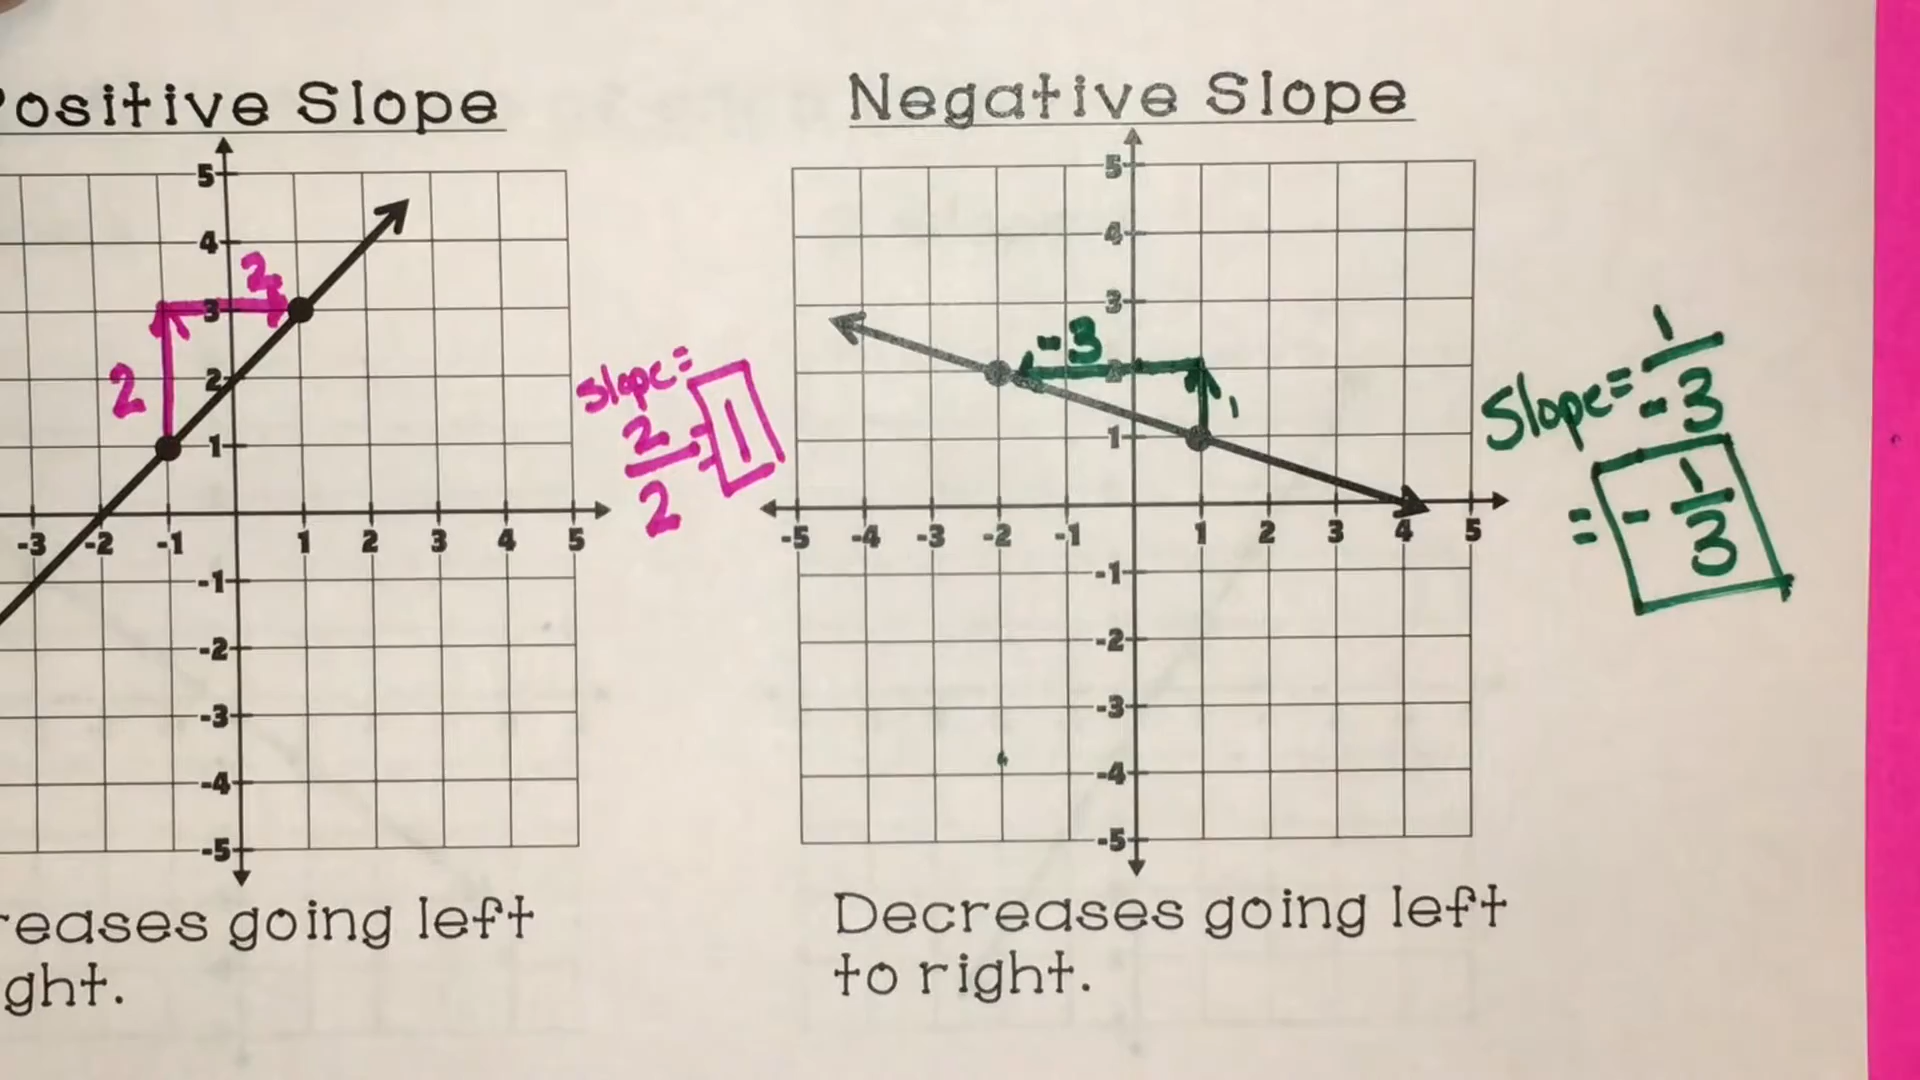 ositive Slope
5
4
3
2
1
-3 -2 -1 1 2 3 4 5
-1
-2
-3
-4
-5
2
2
slope=
2/2 = 1
reases going left
ght.
Negative Slope
5
4
3
2
1
-5 -4 -3 -2 -1 1 2 3 4 5
-1
-2
-3
-4
-5
-3
1
Slope= 1/-3
= - 1/3
Decreases going left
to right.